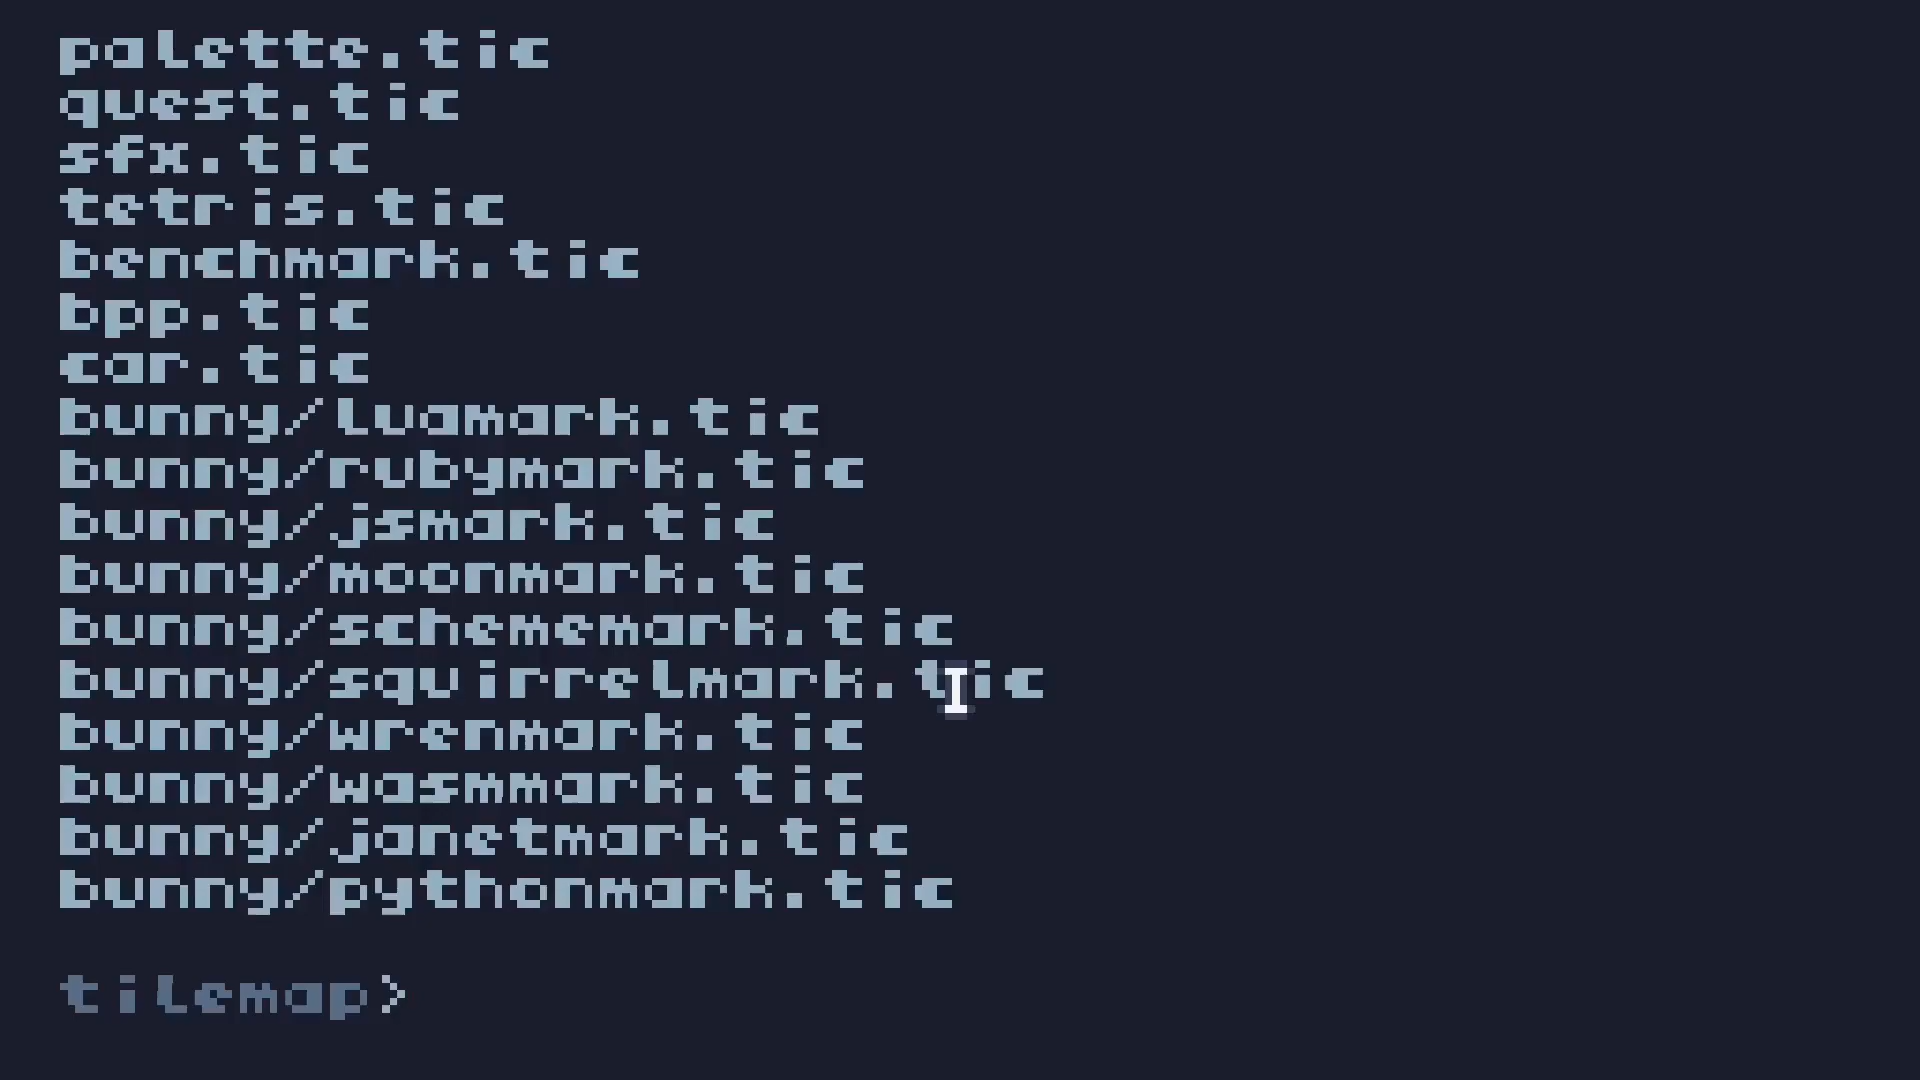 palette.tic
quest.tic
sfx.tic
tetris.tic
benchmark.tic
bpp.tic
car.tic
bunny/luamark.tic
bunny/rubymark.tic
bunny/jsmark.tic
bunny/moonmark.tic
bunny/schememark.tic
bunny/squirrelmark.tic
bunny/wrenmark.tic
bunny/wasmmark.tic
bunny/janetmark.tic
bunny/pythonmark.tic
tilemap>